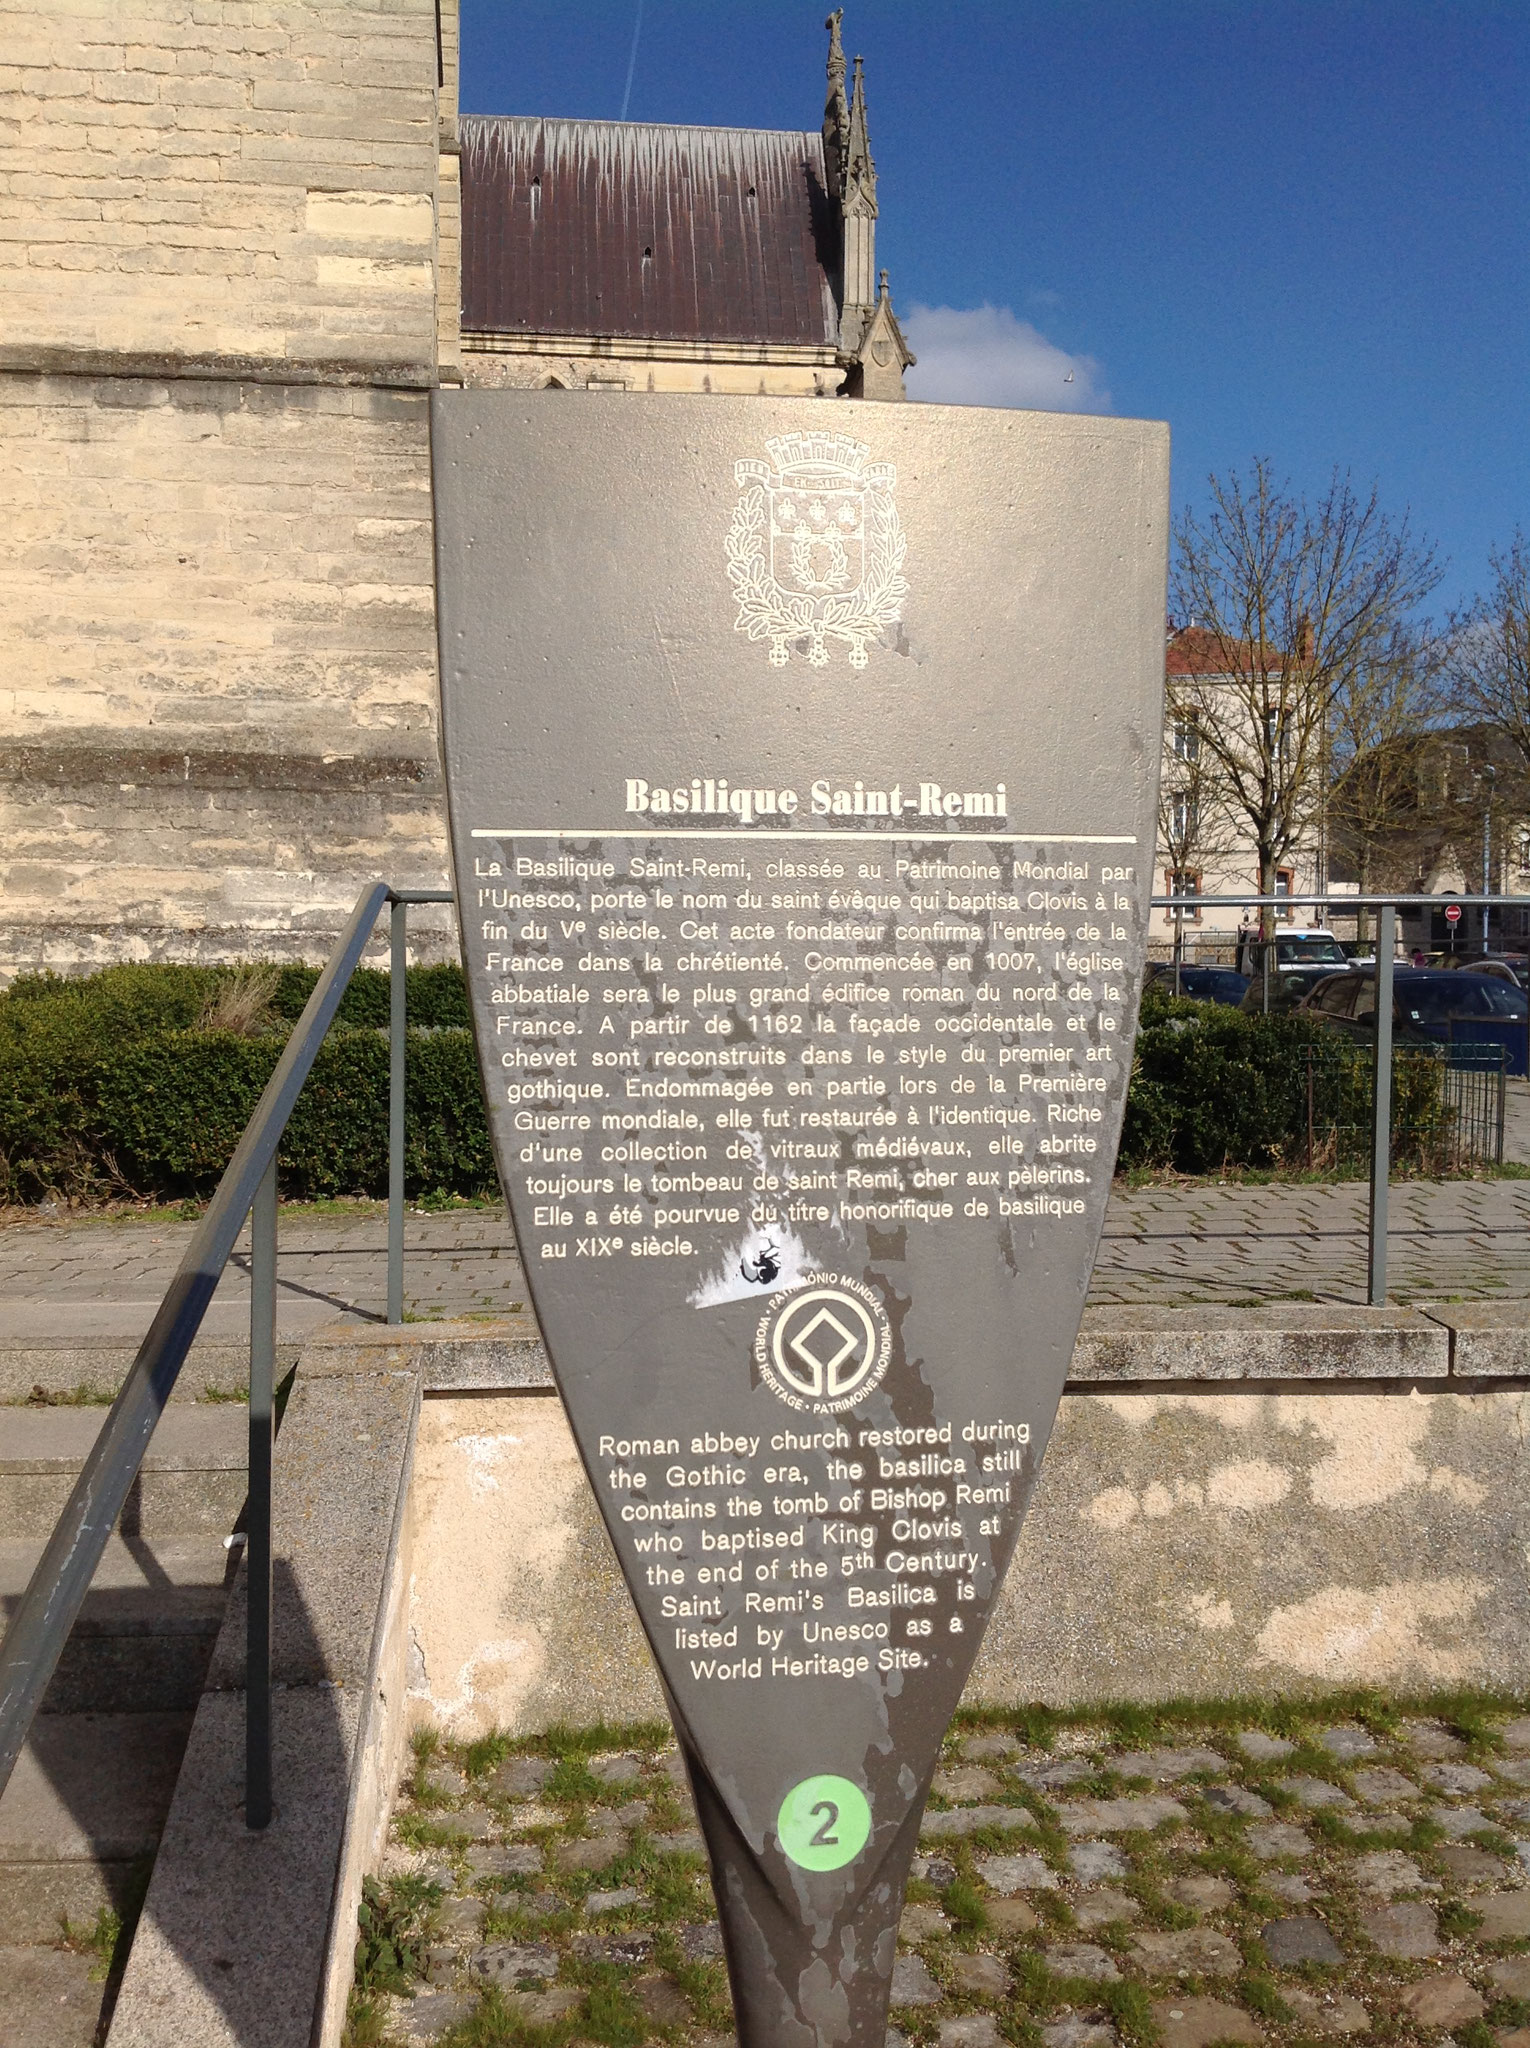 DIEU
EN SOIT
Basilique Saint-Remi
La Basilique Saint-Remi, classée au Patrimoine Mondial par
l'Unesco, porte le nom du saint évêque qui baptisa Clovis à la
fin du Ve siècle. Cet acte fondateur confirma l'entrée de la
France dans la chrétienté. Commencée en 1007, l'église
abbatiale sera le plus grand édifice roman du nord de la
France. A partir de 1162 la façade occidentale et le
chevet sont reconstruits dans le style du premier art
gothique. Endommagée en partie lors de la Première
Guerre mondiale, elle fut restaurée à l'identique. Riche
d'une collection de vitraux médiévaux, elle abrite
toujours le tombeau de saint Remi, cher aux pèlerins.
Elle a été pourvue du titre honorifique de basilique
au XIXe siècle.
PATRIMÔNIO MUNDIAL · WORLD HERITAGE · PATRIMOINE MONDIAL
Roman abbey church restored during
the Gothic era, the basilica still
contains the tomb of Bishop Remi
who baptised King Clovis at
the end of the 5th Century.
Saint Remi's Basilica is
listed by Unesco as a
World Heritage Site.
2